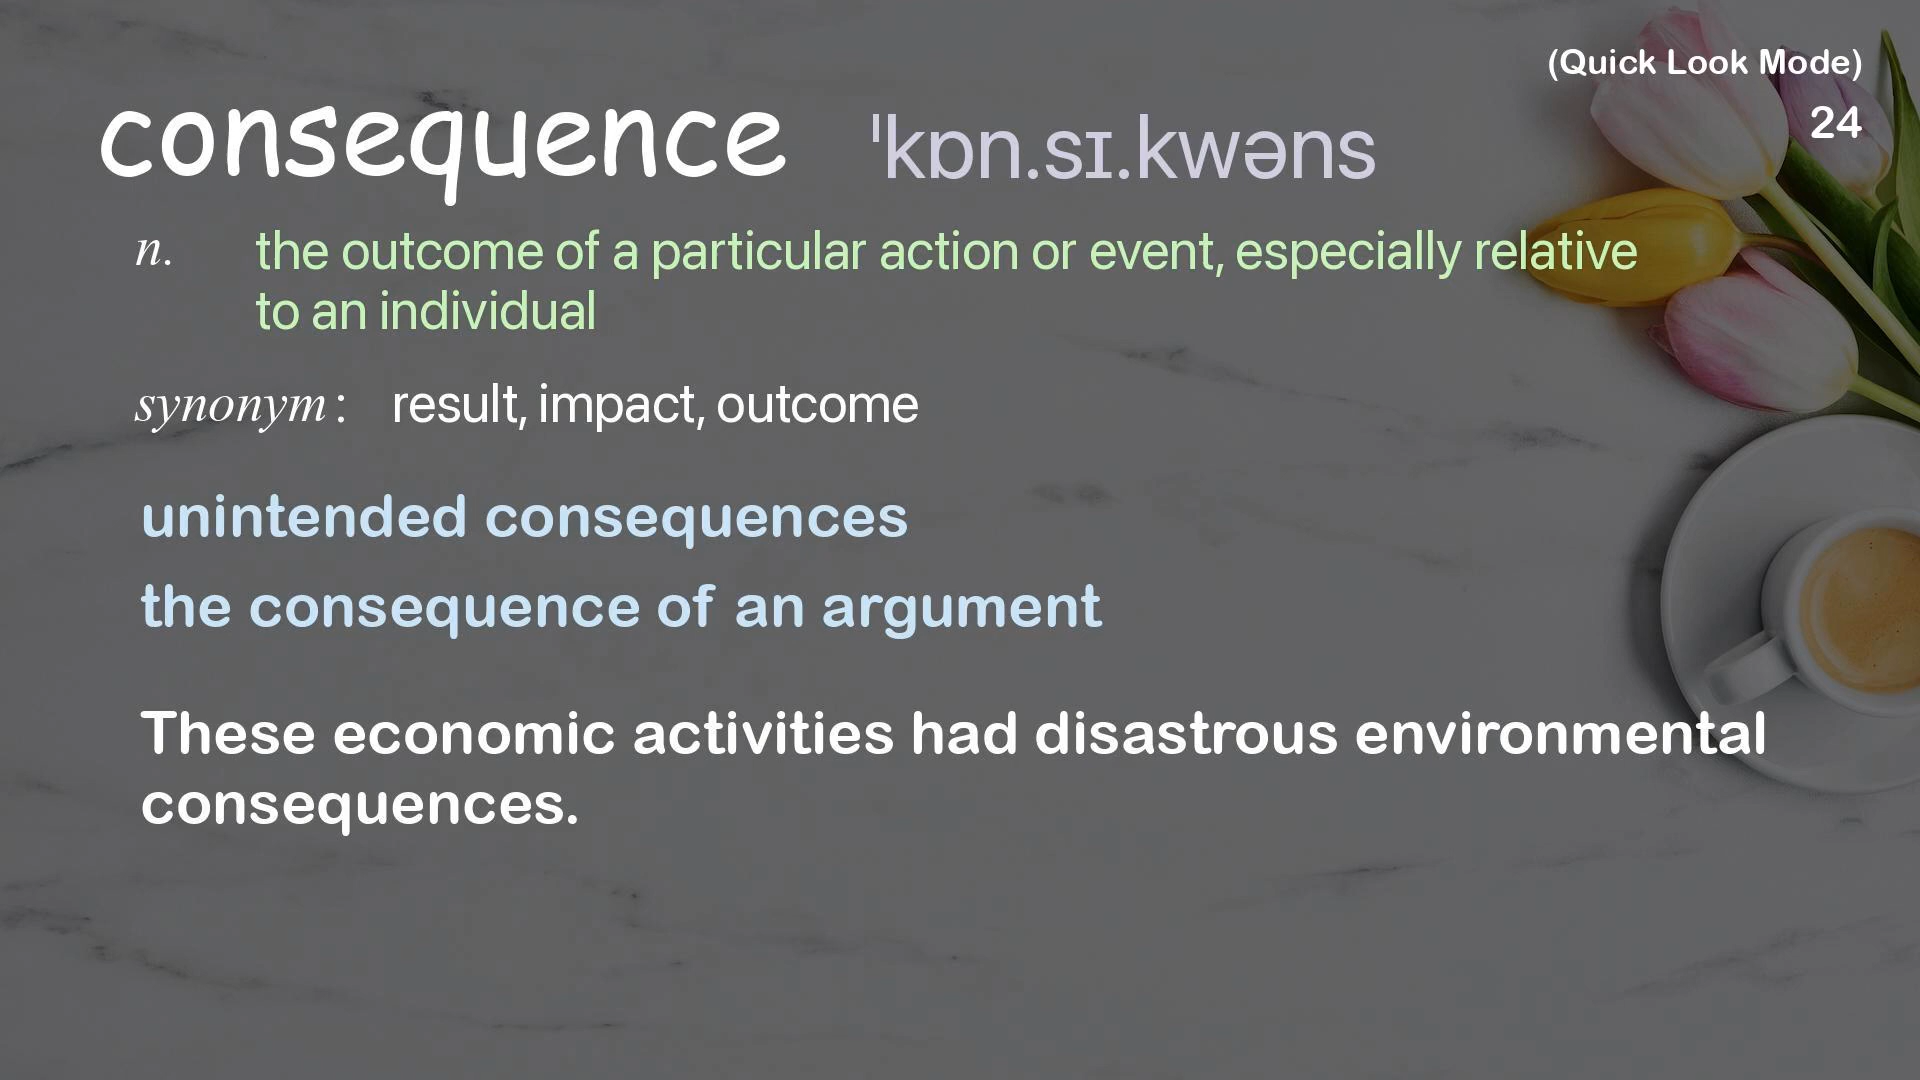 (Quick Look Mode)
24
consequence ˈkɒn.sɪ.kwəns
n. the outcome of a particular action or event, especially relative
to an individual
synonym: result, impact, outcome
unintended consequences
the consequence of an argument
These economic activities had disastrous environmental
consequences.